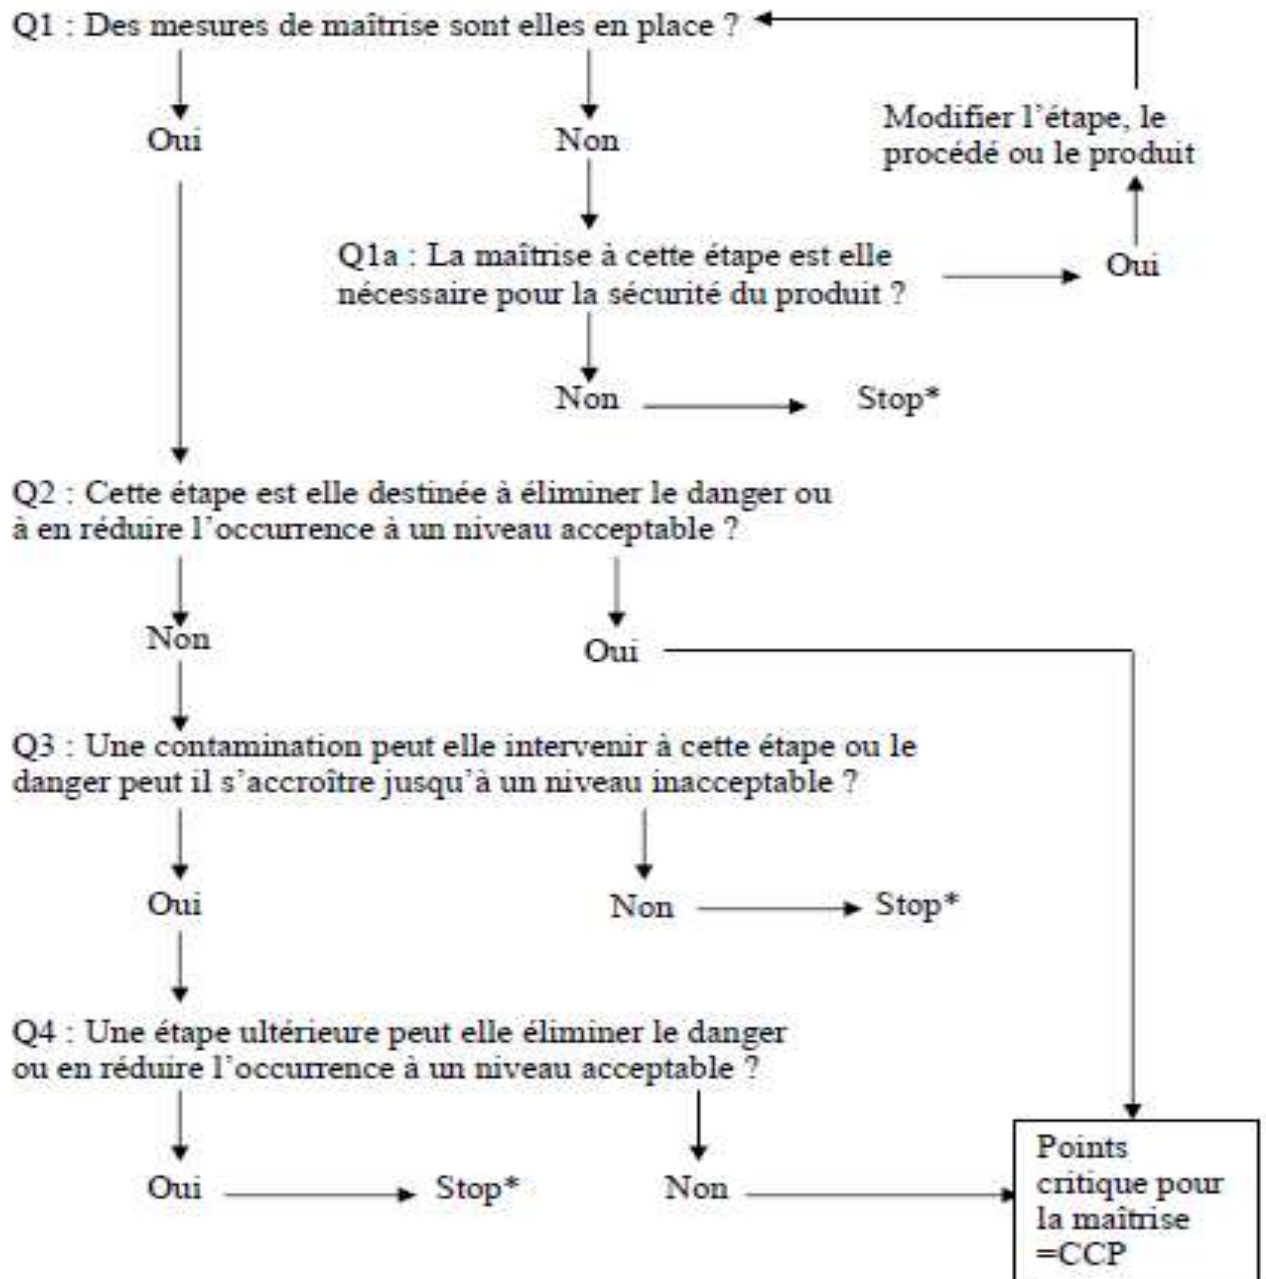 Q1 : Des mesures de maîtrise sont elles en place ?
Oui
Non
Modifier l'étape, le
procédé ou le produit
Q1a : La maîtrise à cette étape est elle
nécessaire pour la sécurité du produit ?
Oui
Non
Stop*
Q2 : Cette étape est elle destinée à éliminer le danger ou
à en réduire l'occurrence à un niveau acceptable ?
Non
Oui
Q3 : Une contamination peut elle intervenir à cette étape ou le
danger peut il s'accroître jusqu'à un niveau inacceptable ?
Oui
Non
Stop*
Q4 : Une étape ultérieure peut elle éliminer le danger
ou en réduire l'occurrence à un niveau acceptable ?
Oui
Stop*
Non
Points
critique pour
la maîtrise
=CCP